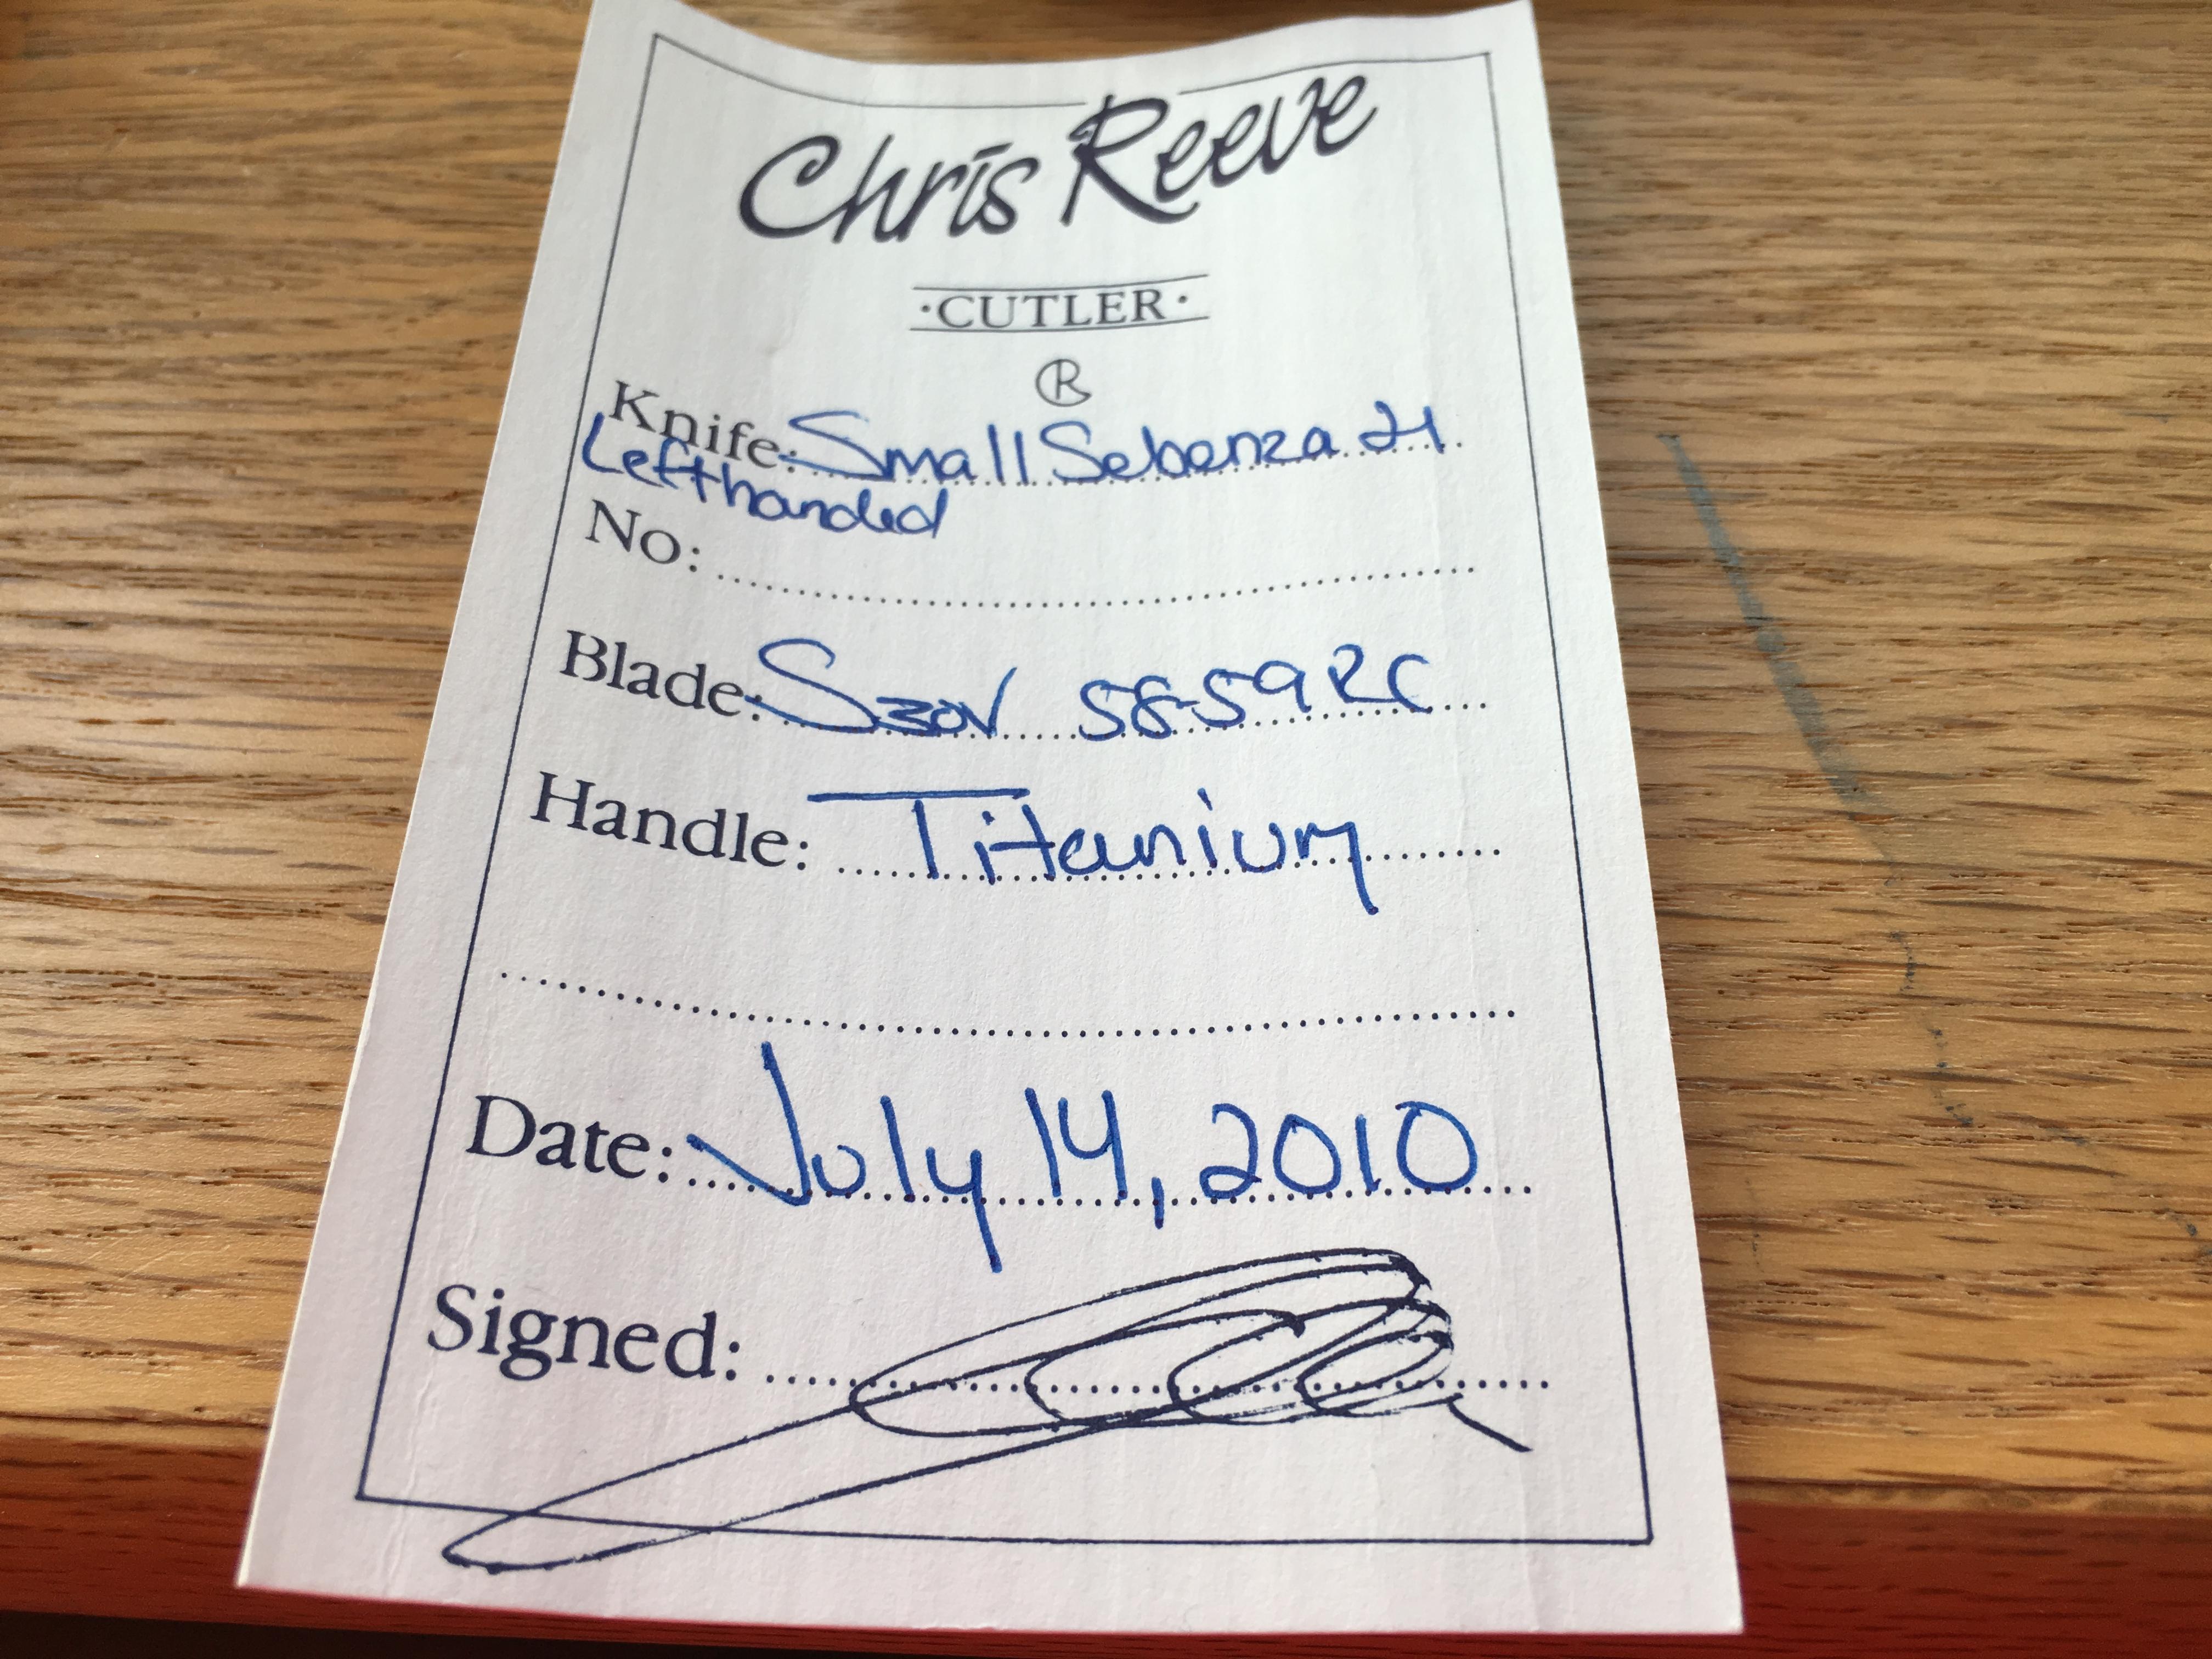 Chris Reeve
·CUTLER·
®
Knife: Small Sebenza 21
Lefthanded
No:
Blade: S30V 58-59 RC
Handle: Titanium
Date: July 14, 2010
Signed: